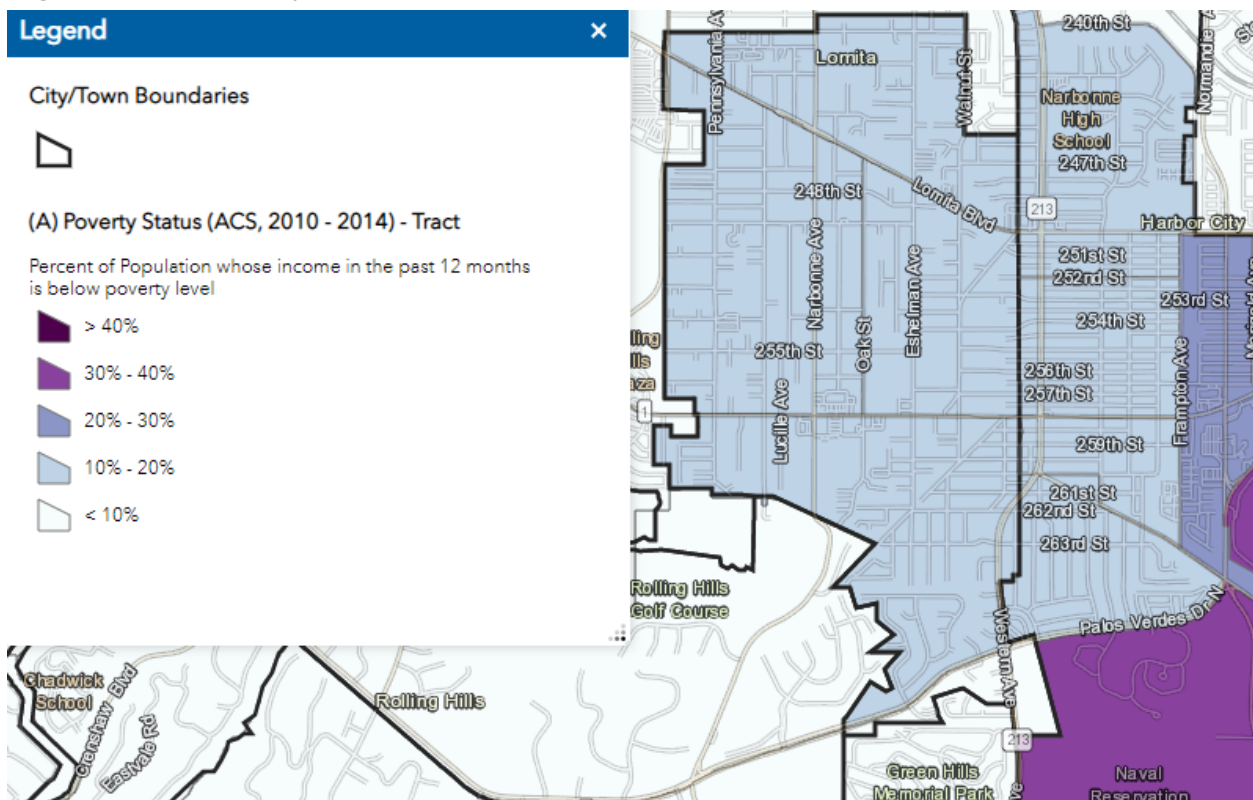 Legend
×
City/Town Boundaries
(A) Poverty Status (ACS, 2010 - 2014) - Tract
Percent of Population whose income in the past 12 months
is below poverty level
> 40%
30% - 40%
20% - 30%
10% - 20%
< 10%
240th St
Lomita
Pennsylvania A
Walnut St
Normandie A
Narbonne
High
School
247th St
248th St
Lomita Blvd
213
Harbor City
Narbonne Ave
Eshelman Ave
251st St
252nd St
253rd St
254th St
Oak St
255th St
lling
lls
aza
256th St
257th St
Frampton Ave
1
Lucille Ave
259th St
261st St
262nd St
263rd St
Rolling Hills
Golf Course
Palos Verdes Dr N
Western Ave
Chadwick
School
Crenshaw Blvd
Eastvale Rd
Rolling Hills
213
Green Hills
Memorial Park
Naval
Reservation